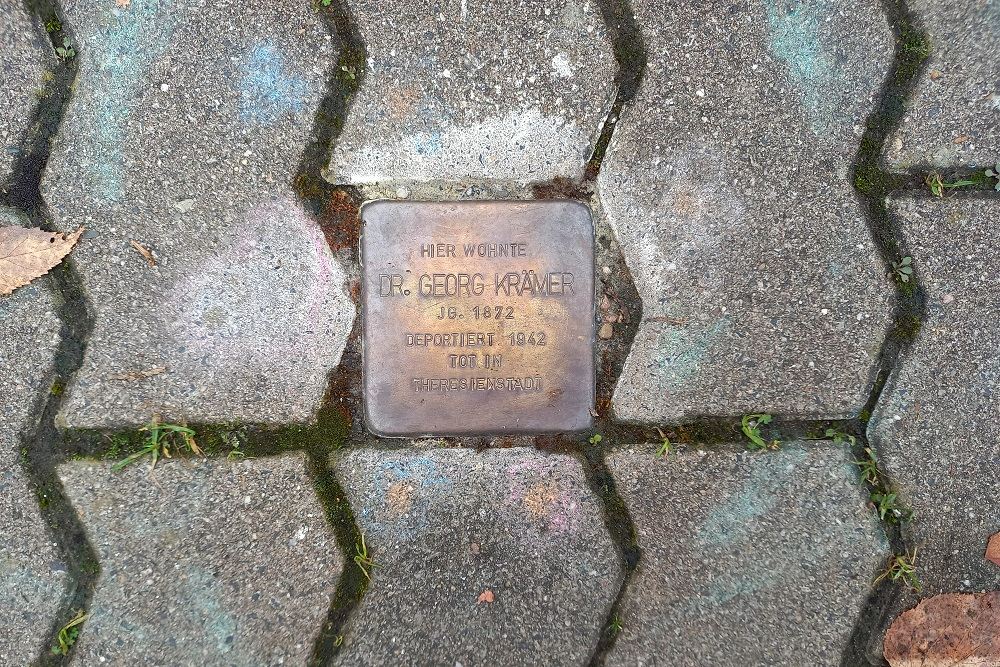 HIER WOHNTE
DR. GEORG KRÄMER
JG. 1872
DEPORTIERT 1942
TOT IN
THERESIENSTADT